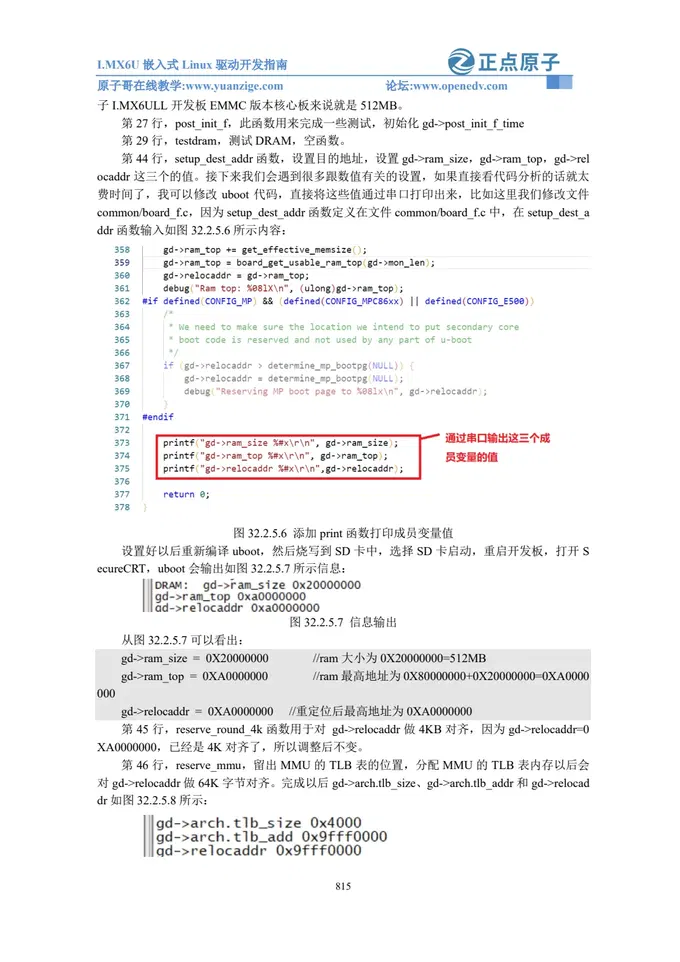 I.MX6U 嵌入式 Linux 驱动开发指南
正点原子
原子哥在线教学:www.yuanzige.com 论坛:www.openedv.com
子 I.MX6ULL 开发板 EMMC 版本核心板来说就是 512MB。
第 27 行，post_init_f，此函数用来完成一些测试，初始化 gd->post_init_f_time
第 29 行，testdram，测试 DRAM，空函数。
第 44 行，setup_dest_addr 函数，设置目的地址，设置 gd->ram_size，gd->ram_top，gd->rel
ocaddr 这三个的值。接下来我们会遇到很多跟数值有关的设置，如果直接看代码分析的话就太
费时间了，我可以修改 uboot 代码，直接将这些值通过串口打印出来，比如这里我们修改文件
common/board_f.c，因为 setup_dest_addr 函数定义在文件 common/board_f.c 中，在 setup_dest_a
ddr 函数输入如图 32.2.5.6 所示内容：
358 gd->ram_top += get_effective_memsize();
359 gd->ram_top = board_get_usable_ram_top(gd->mon_len);
360 gd->relocaddr = gd->ram_top;
361 debug("Ram top: %08lX\n", (ulong)gd->ram_top);
362 #if defined(CONFIG_MP) && (defined(CONFIG_MPC86xx) || defined(CONFIG_E500))
363 /*
364 * We need to make sure the location we intend to put secondary core
365 * boot code is reserved and not used by any part of u-boot
366 */
367 if (gd->relocaddr > determine_mp_bootpg(NULL)) {
368 gd->relocaddr = determine_mp_bootpg(NULL);
369 debug("Reserving MP boot page to %08lx\n", gd->relocaddr);
370 }
371 #endif
372
373 printf("gd->ram_size %#x\r\n", gd->ram_size);
374 printf("gd->ram_top %#x\r\n", gd->ram_top);
375 printf("gd->relocaddr %#x\r\n",gd->relocaddr);
376
377 return 0;
378 }
通过串口输出这三个成
员变量的值
图 32.2.5.6 添加 print 函数打印成员变量值
设置好以后重新编译 uboot，然后烧写到 SD 卡中，选择 SD 卡启动，重启开发板，打开 S
ecureCRT，uboot 会输出如图 32.2.5.7 所示信息：
DRAM: gd->ram_size 0x20000000
gd->ram_top 0xa0000000
gd->relocaddr 0xa0000000
图 32.2.5.7 信息输出
从图 32.2.5.7 可以看出：
gd->ram_size = 0X20000000 //ram 大小为 0X20000000=512MB
gd->ram_top = 0XA0000000 //ram 最高地址为 0X80000000+0X20000000=0XA0000
000
gd->relocaddr = 0XA0000000 //重定位后最高地址为 0XA0000000
第 45 行，reserve_round_4k 函数用于对 gd->relocaddr 做 4KB 对齐，因为 gd->relocaddr=0
XA0000000，已经是 4K 对齐了，所以调整后不变。
第 46 行，reserve_mmu，留出 MMU 的 TLB 表的位置，分配 MMU 的 TLB 表内存以后会
对 gd->relocaddr 做 64K 字节对齐。完成以后 gd->arch.tlb_size、gd->arch.tlb_addr 和 gd->relocad
dr 如图 32.2.5.8 所示：
gd->arch.tlb_size 0x4000
gd->arch.tlb_add 0x9fff0000
gd->relocaddr 0x9fff0000
815